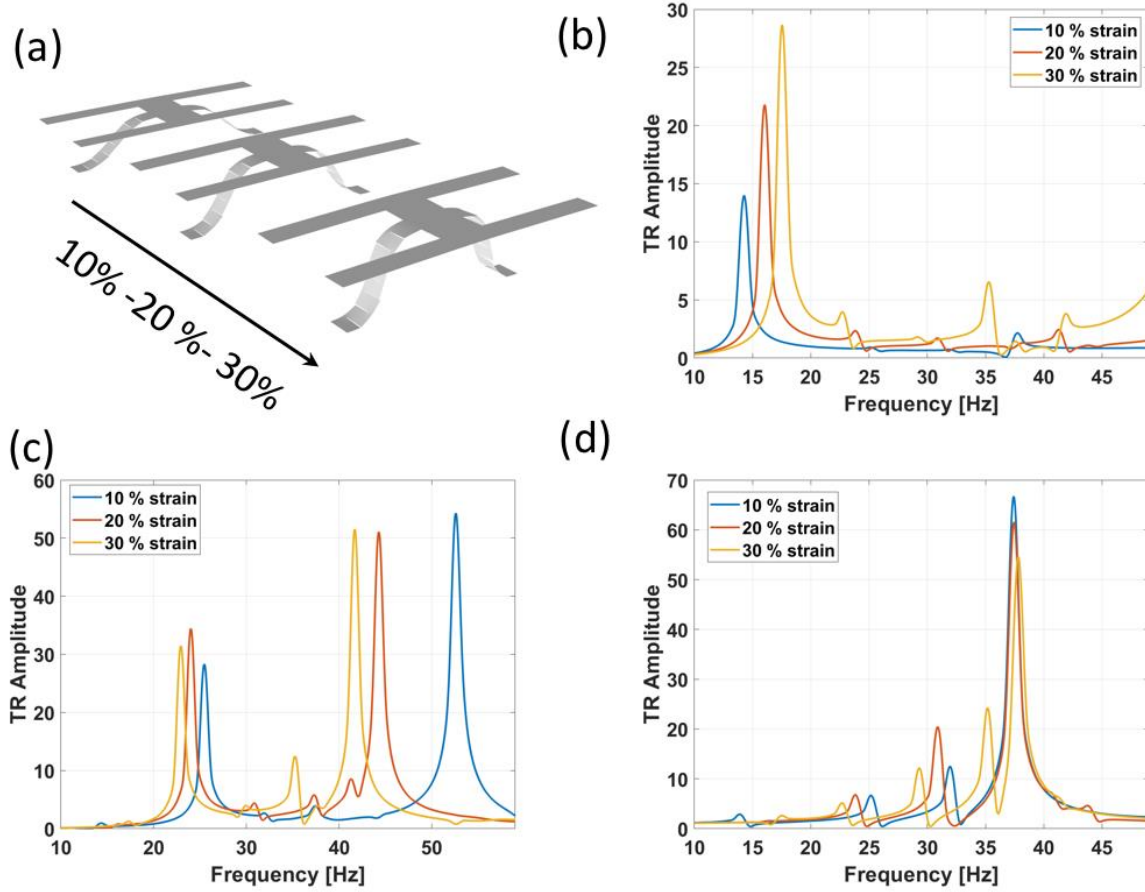 (a)
10% -20 %- 30%
(b)
TR Amplitude
30
25
20
15
10
5
0
10 15 20 25 30 35 40 45
Frequency [Hz]
10 % strain
20 % strain
30 % strain
(c)
TR Amplitude
60
50
40
30
20
10
0
10 20 30 40 50
Frequency [Hz]
10 % strain
20 % strain
30 % strain
(d)
TR Amplitude
70
60
50
40
30
20
10
0
10 15 20 25 30 35 40 45
Frequency [Hz]
10 % strain
20 % strain
30 % strain